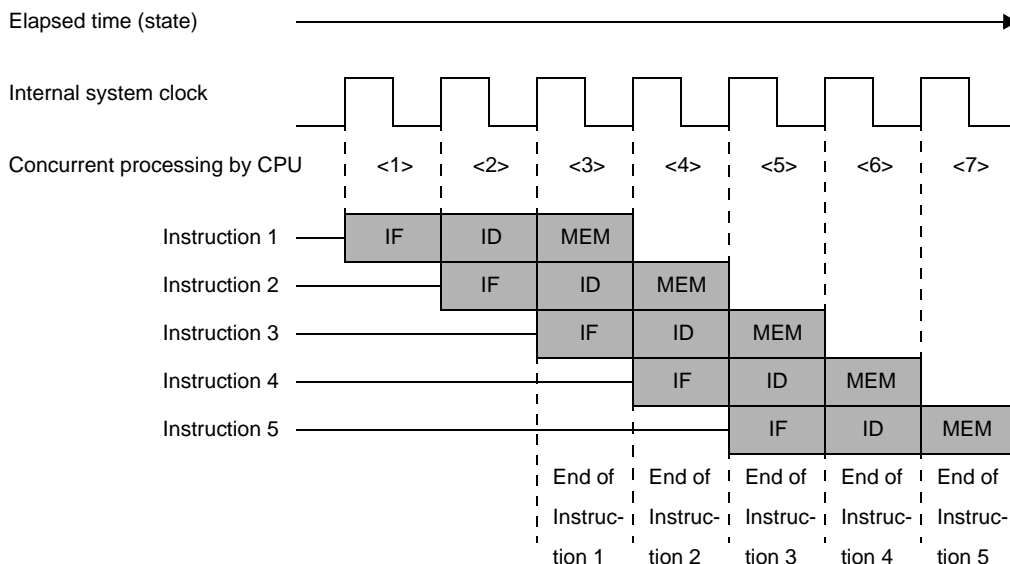 Elapsed time (state)
Internal system clock
Concurrent processing by CPU <1> <2> <3> <4> <5> <6> <7>
Instruction 1 IF ID MEM
Instruction 2 IF ID MEM
Instruction 3 IF ID MEM
Instruction 4 IF ID MEM
Instruction 5 IF ID MEM
End of End of End of End of End of
Instruc- Instruc- Instruc- Instruc- Instruc-
tion 1 tion 2 tion 3 tion 4 tion 5